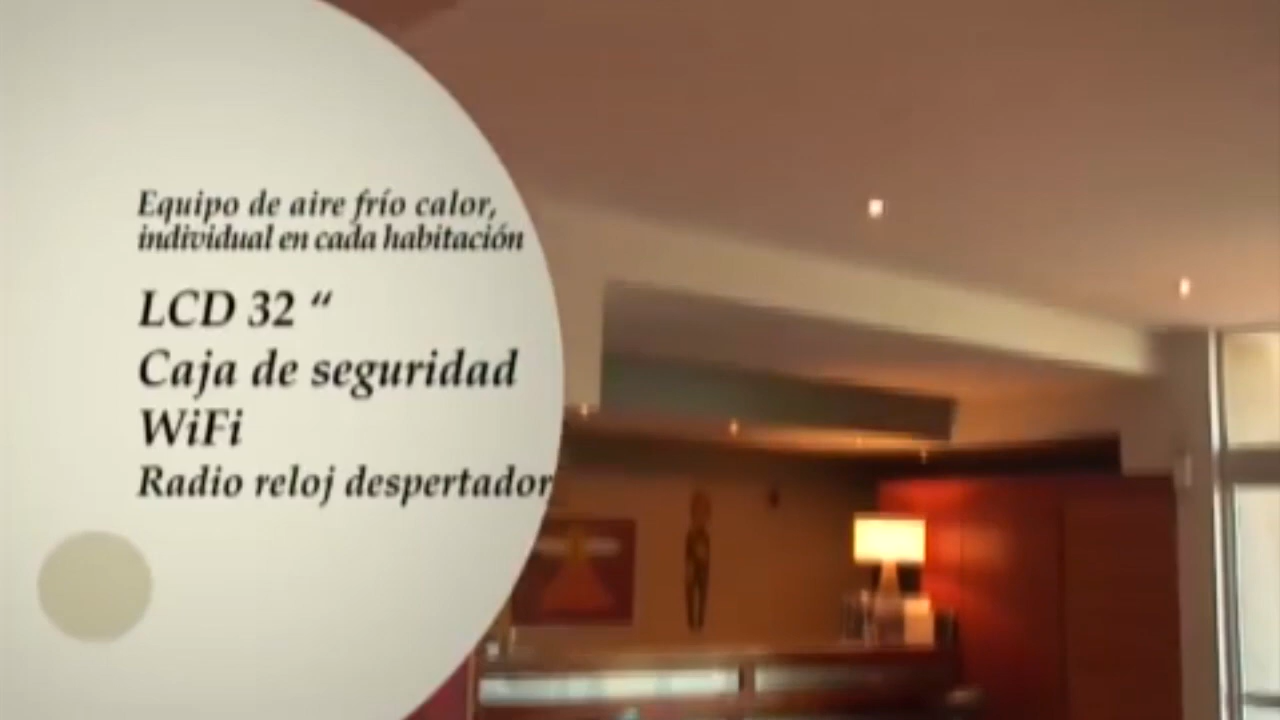 Equipo de aire frío calor,
individual en cada habitación
LCD 32 “
Caja de seguridad
WiFi
Radio reloj despertador